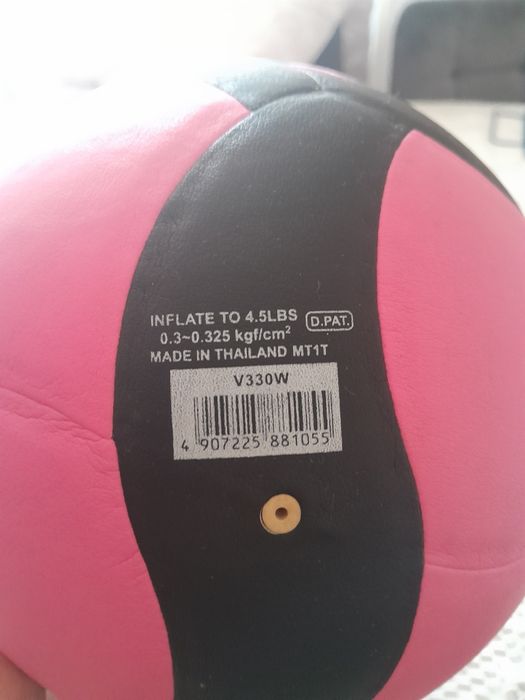 INFLATE TO 4.5LBS D.PAT.
0.3~0.325 kgf/cm²
MADE IN THAILAND MT1T
V330W
4 907225 881055